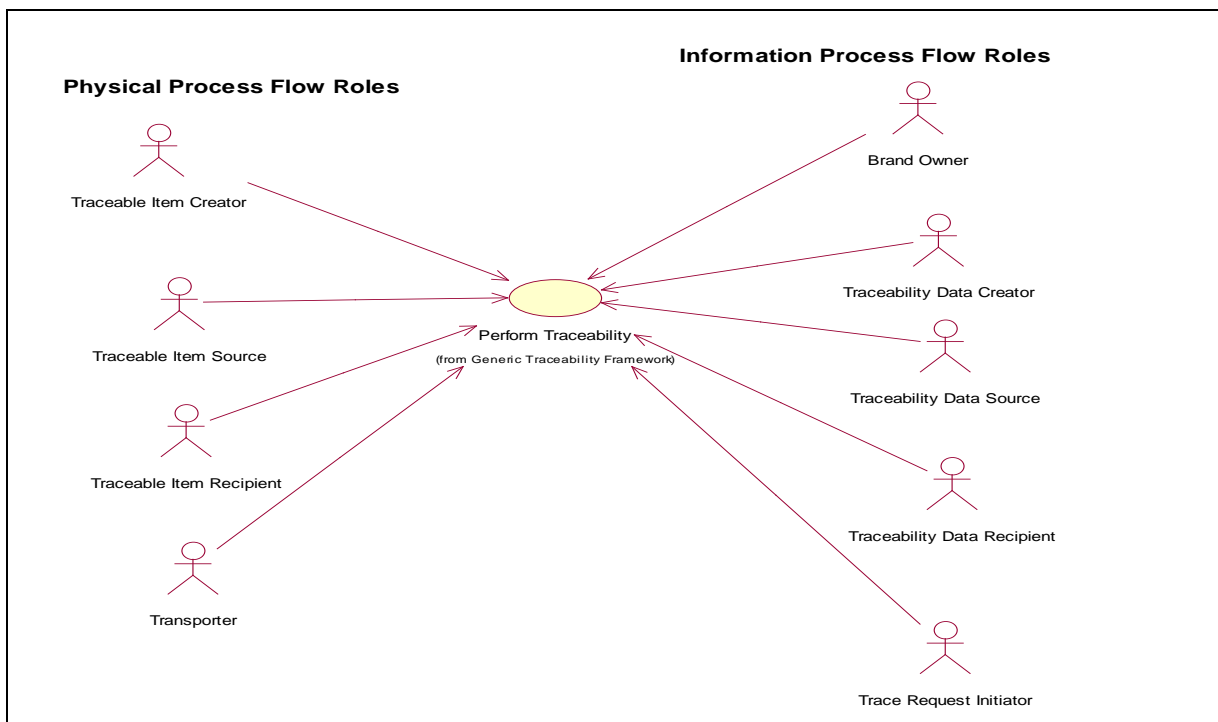 Physical Process Flow Roles
Traceable Item Creator
Traceable Item Source
Traceable Item Recipient
Transporter
Perform Traceability
(from Generic Traceability Framework)
Information Process Flow Roles
Brand Owner
Traceability Data Creator
Traceability Data Source
Traceability Data Recipient
Trace Request Initiator